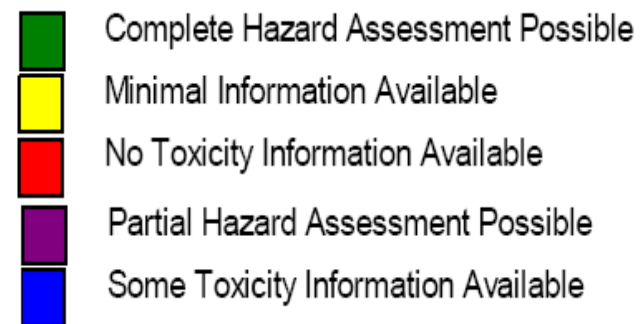 Complete Hazard Assessment Possible
Minimal Information Available
No Toxicity Information Available
Partial Hazard Assessment Possible
Some Toxicity Information Available